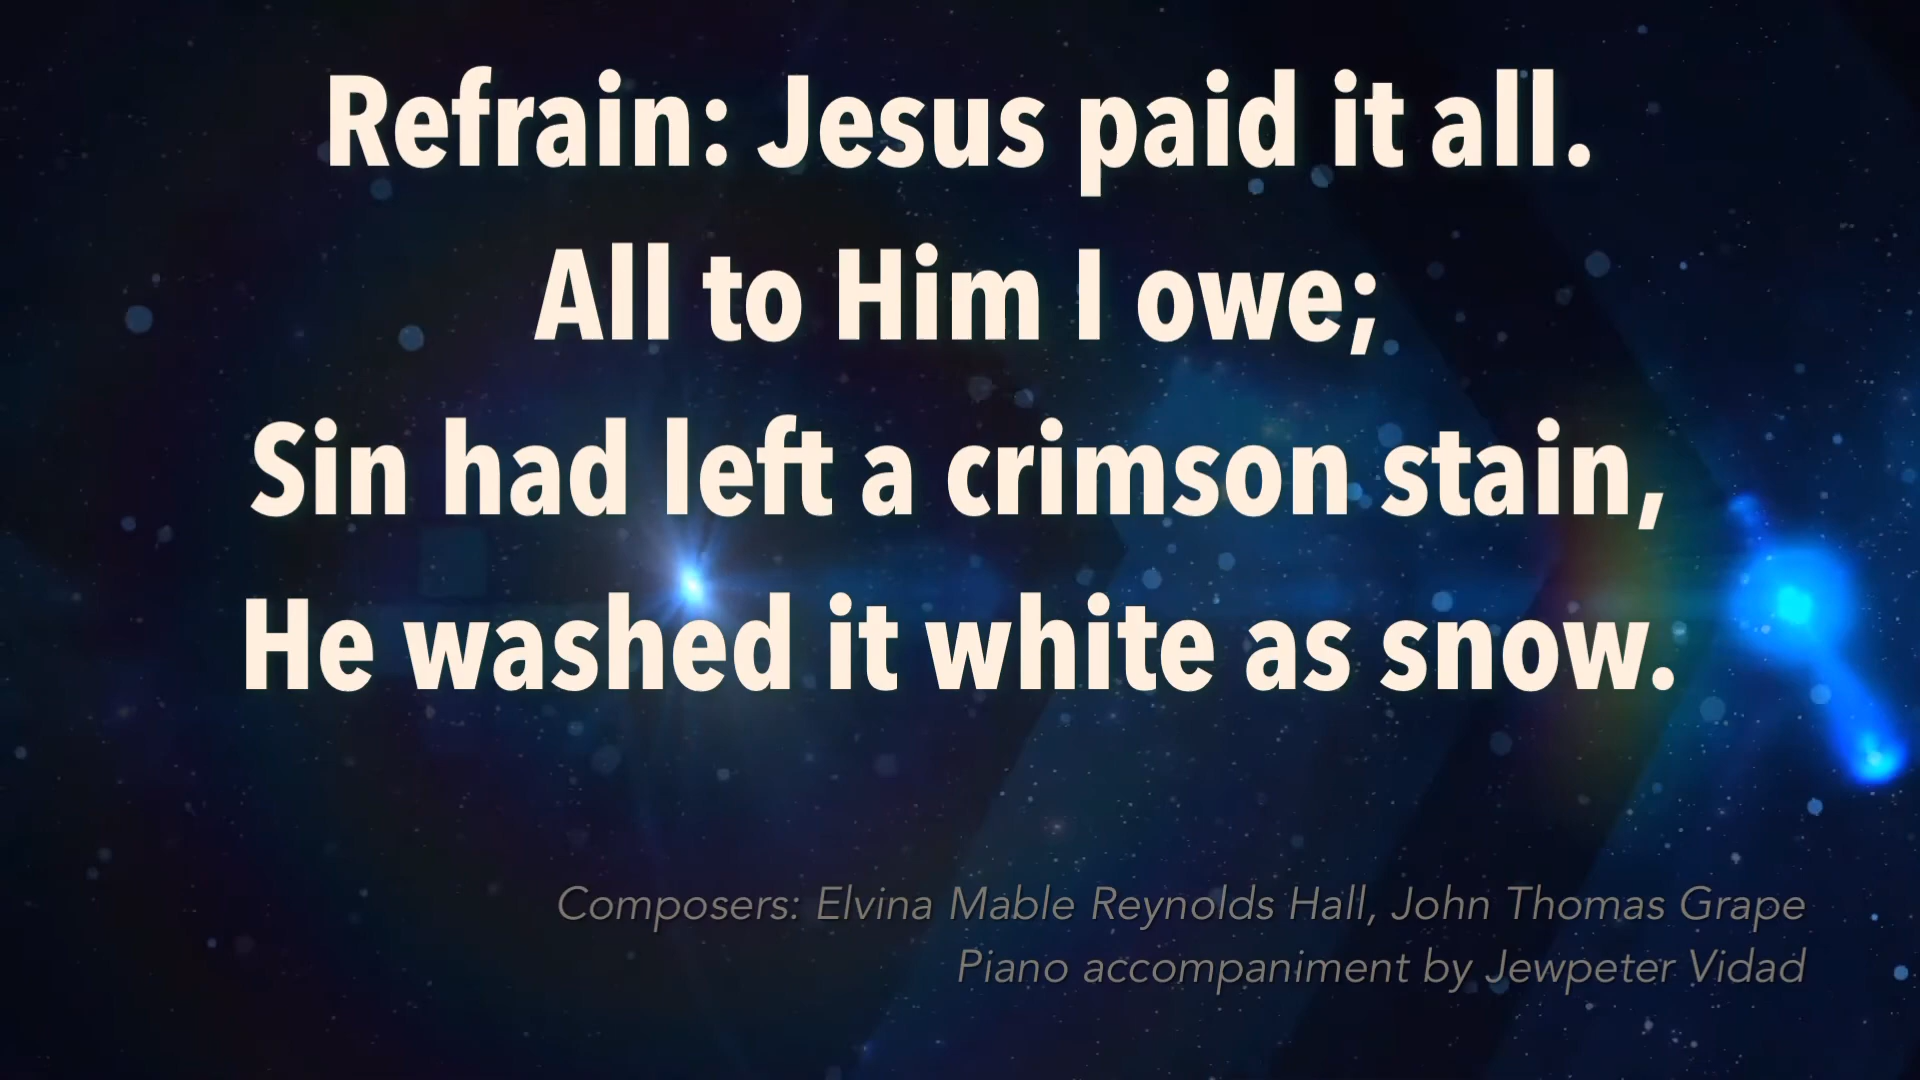 Refrain: Jesus paid it all.
All to Him I owe;
Sin had left a crimson stain,
He washed it white as snow.
Composers: Elvina Mable Reynolds Hall, John Thomas Grape
Piano accompaniment by Jewpeter Vidad